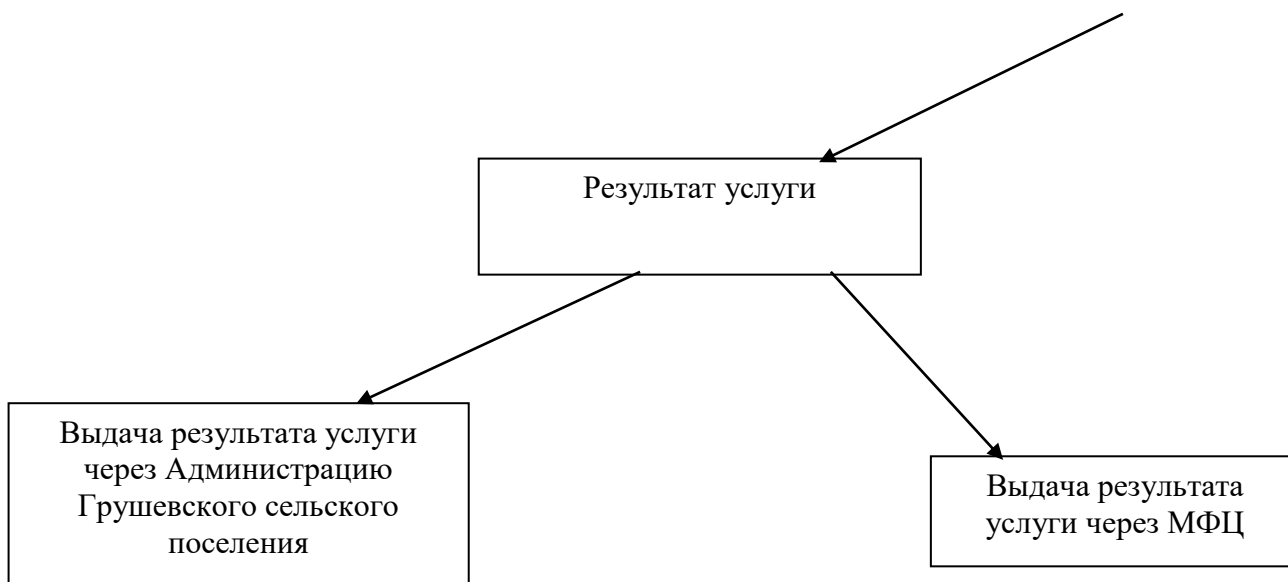 Результат услуги
Выдача результата услуги
через Администрацию
Грушевского сельского
поселения
Выдача результата
услуги через МФЦ